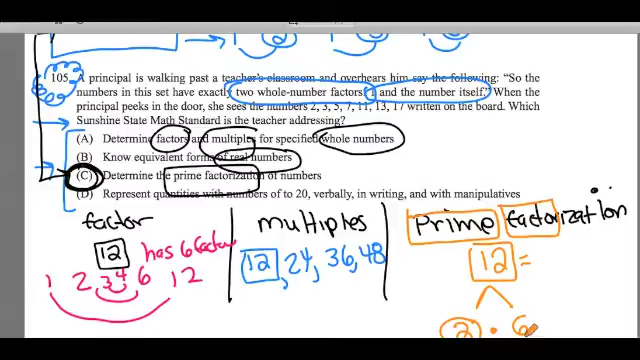 105. A principal is walking past a teacher's classroom and overhears him say the following: "So the
numbers in this set have exactly two whole-number factors 1 and the number itself." When
the principal peeks in the door, she sees the numbers 2, 3, 5, 7, 11, 13, 17 written on the board. Which
Sunshine State Math Standard is the teacher addressing?
(A) Determine factors and multiples for specified whole numbers
(B) Know equivalent forms of real numbers
(C) Determine the prime factorization of numbers
(D) Represent quantities with numbers of to 20, verbally, in writing, and with manipulatives
factor multiples Prime factorization
12 has 6 factors 12, 24, 36, 48 12 =
1 2, 3 4 6 12
2 · 6